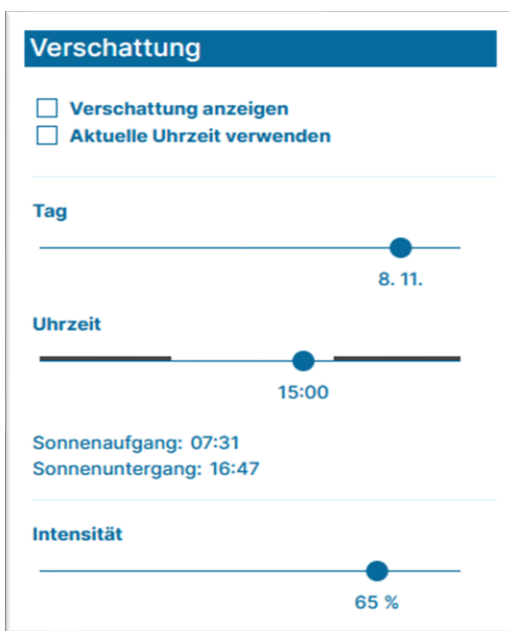 Verschattung
Verschattung anzeigen
Aktuelle Uhrzeit verwenden
Tag
8. 11.
Uhrzeit
15:00
Sonnenaufgang: 07:31
Sonnenuntergang: 16:47
Intensität
65 %